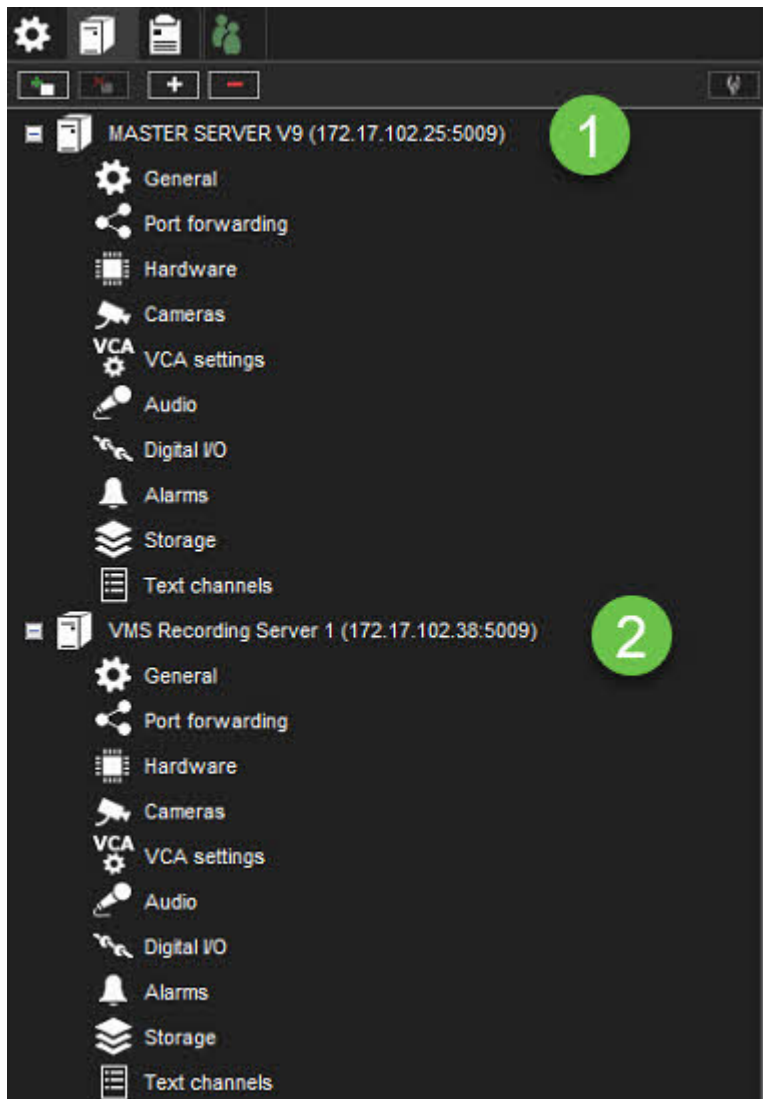 MASTER SERVER V9 (172.17.102.25:5009)
1
General
Port forwarding
Hardware
Cameras
VCA
VCA settings
Audio
Digital I/O
Alarms
Storage
Text channels
VMS Recording Server 1 (172.17.102.38:5009)
2
General
Port forwarding
Hardware
Cameras
VCA
VCA settings
Audio
Digital I/O
Alarms
Storage
Text channels